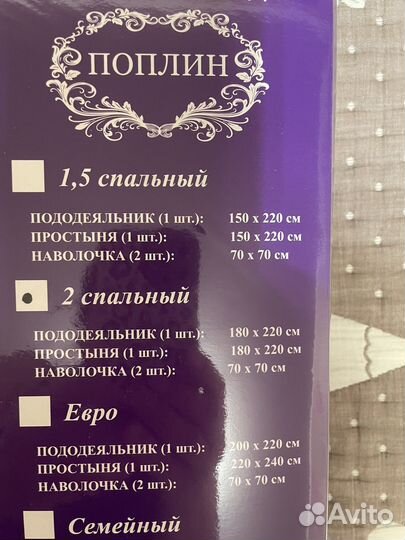 ПОПЛИН
1,5 спальный
ПОДОДЕЯЛЬНИК (1 шт.): 150 х 220 см
ПРОСТЫНЯ (1 шт.): 150 х 220 см
НАВОЛОЧКА (2 шт.): 70 х 70 см
2 спальный
ПОДОДЕЯЛЬНИК (1 шт.): 180 х 220 см
ПРОСТЫНЯ (1 шт.): 180 х 220 см
НАВОЛОЧКА (2 шт.): 70 х 70 см
Евро
ПОДОДЕЯЛЬНИК (1 шт.): 200 х 220 см
ПРОСТЫНЯ (1 шт.): 220 х 240 см
НАВОЛОЧКА (2 шт.): 70 х 70 см
Семейный
Avito